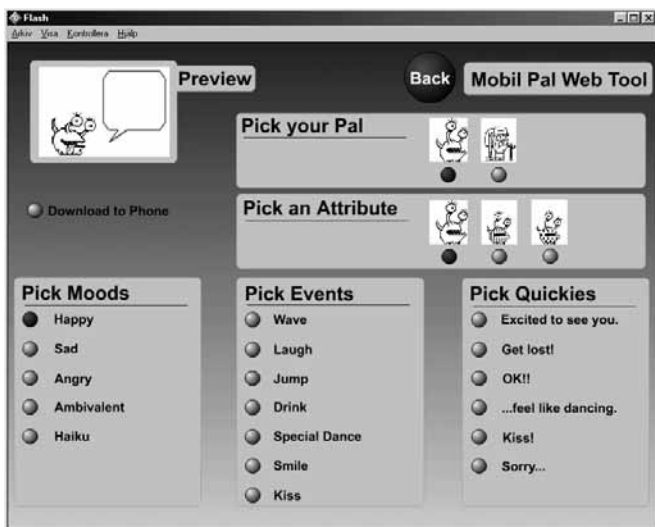 Flash
Arkiv Visa Kontrollera Hjälp
Preview
Back
Mobil Pal Web Tool
Pick your Pal
Download to Phone
Pick an Attribute
Pick Moods
Happy
Sad
Angry
Ambivalent
Haiku
Pick Events
Wave
Laugh
Jump
Drink
Special Dance
Smile
Kiss
Pick Quickies
Excited to see you.
Get lost!
OK!!
...feel like dancing.
Kiss!
Sorry...